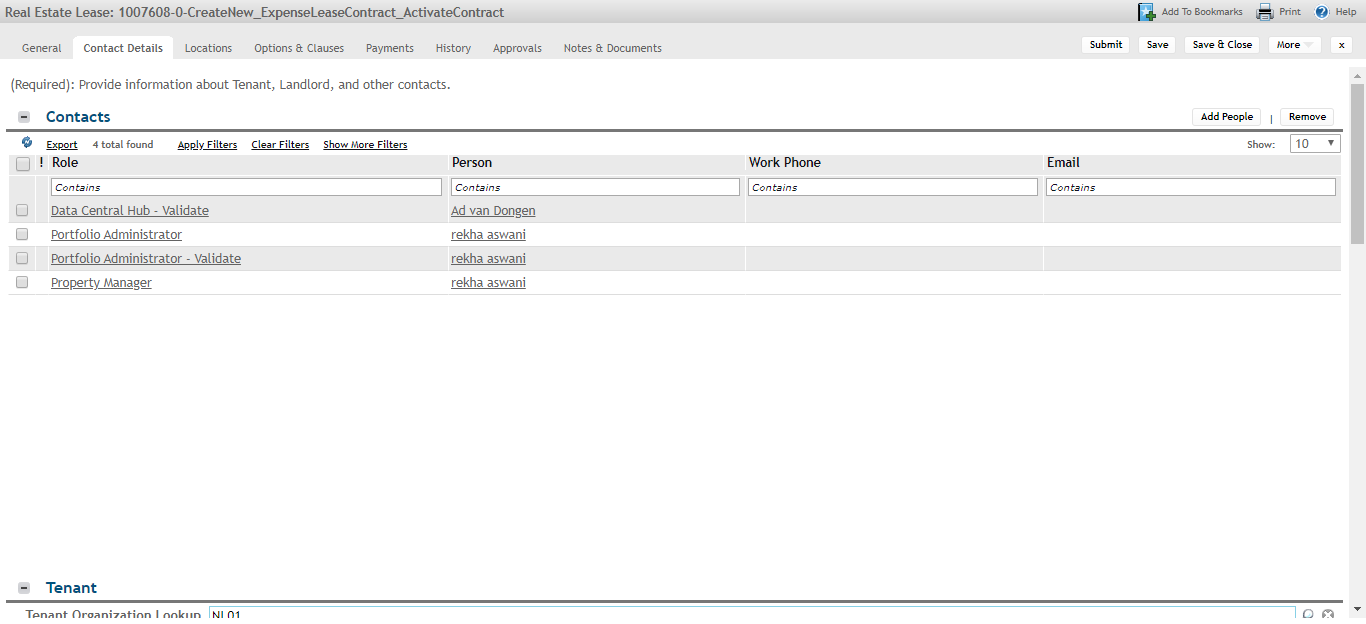 Real Estate Lease: 1007608-0-CreateNew_ExpenseLeaseContract_ActivateContract Add To Bookmarks Print ? Help
General Contact Details Locations Options & Clauses Payments History Approvals Notes & Documents Submit Save Save & Close More x
(Required): Provide information about Tenant, Landlord, and other contacts.
Contacts Add People | Remove
Export 4 total found Apply Filters Clear Filters Show More Filters Show: 10
! Role Person Work Phone Email
Contains Contains Contains Contains
Data Central Hub - Validate Ad van Dongen
Portfolio Administrator rekha aswani
Portfolio Administrator - Validate rekha aswani
Property Manager rekha aswani
Tenant
Tenant Organization Lookup NL01